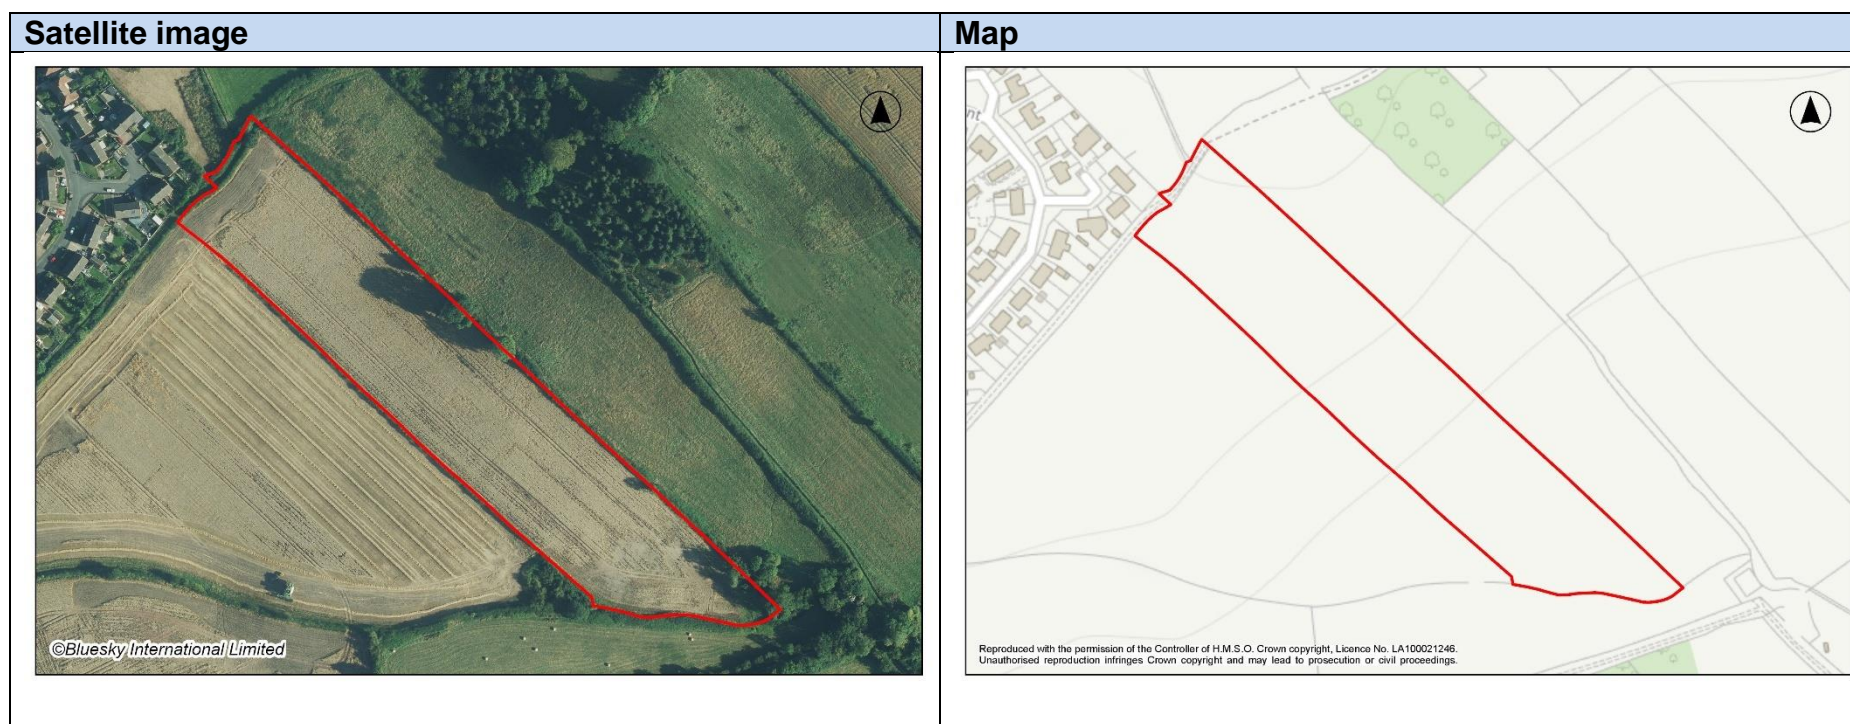 Satellite image
Map
nt
©Bluesky International Limited
Reproduced with the permission of the Controller of H.M.S.O. Crown copyright, Licence No. LA100021246.
Unauthorised reproduction infringes Crown copyright and may lead to prosecution or civil proceedings.